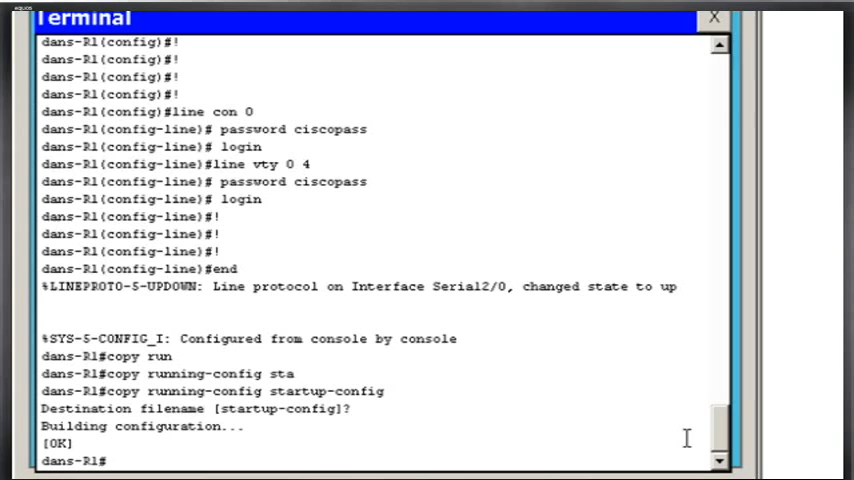 equos
Terminal
X
dans-R1(config)#!
dans-R1(config)#!
dans-R1(config)#!
dans-R1(config)#!
dans-R1(config)#line con 0
dans-R1(config-line)# password ciscopass
dans-R1(config-line)# login
dans-R1(config-line)#line vty 0 4
dans-R1(config-line)# password ciscopass
dans-R1(config-line)# login
dans-R1(config-line)#!
dans-R1(config-line)#!
dans-R1(config-line)#!
dans-R1(config-line)#end
%LINEPROTO-5-UPDOWN: Line protocol on Interface Serial2/0, changed state to up
%SYS-5-CONFIG_I: Configured from console by console
dans-R1#copy run
dans-R1#copy running-config sta
dans-R1#copy running-config startup-config
Destination filename [startup-config]?
Building configuration...
[OK]
dans-R1#